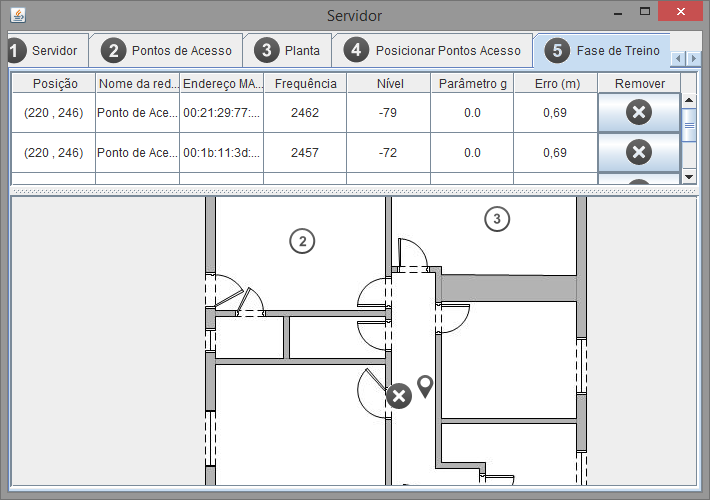 Servidor
1 Servidor 2 Pontos de Acesso 3 Planta 4 Posicionar Pontos Acesso 5 Fase de Treino
Posição Nome da red... Endereço MA... Frequência Nível Parâmetro g Erro (m) Remover
(220 , 246) Ponto de Ace... 00:21:29:77:... 2462 -79 0.0 0,69
(220 , 246) Ponto de Ace... 00:1b:11:3d:... 2457 -72 0.0 0,69
3
2